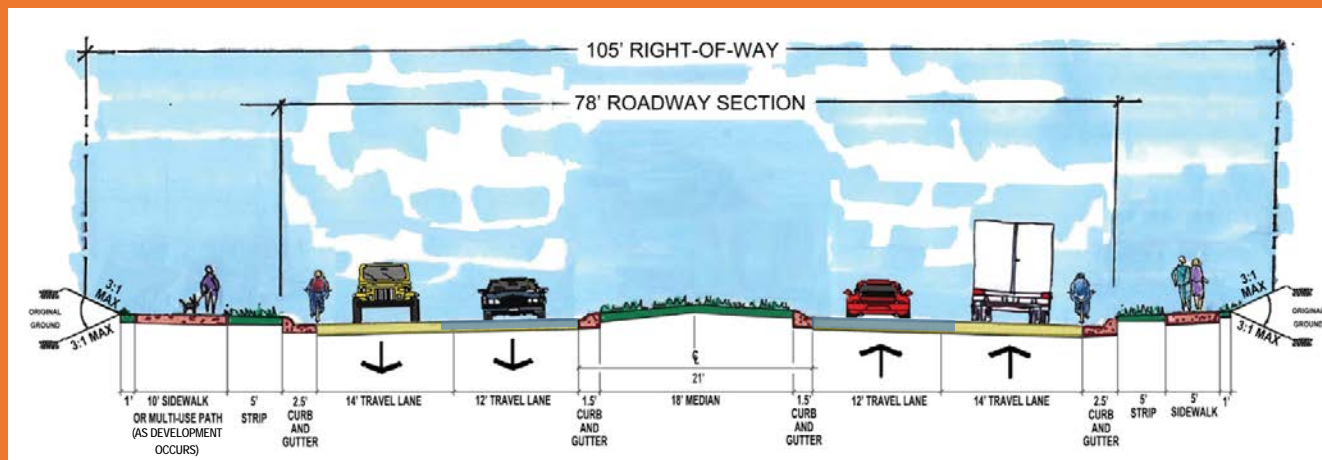 105' RIGHT-OF-WAY
78' ROADWAY SECTION
3:1
MAX
ORIGINAL
GROUND
3:1 MAX
3:1
MAX
ORIGINAL
GROUND
3:1 MAX
℄
21'
1'
10' SIDEWALK
OR MULTI-USE PATH
(AS DEVELOPMENT
OCCURS)
5'
STRIP
2.5'
CURB
AND
GUTTER
14' TRAVEL LANE
12' TRAVEL LANE
1.5'
CURB
AND
GUTTER
18' MEDIAN
1.5'
CURB
AND
GUTTER
12' TRAVEL LANE
14' TRAVEL LANE
2.5'
CURB
AND
GUTTER
5'
STRIP
5'
SIDEWALK
1'